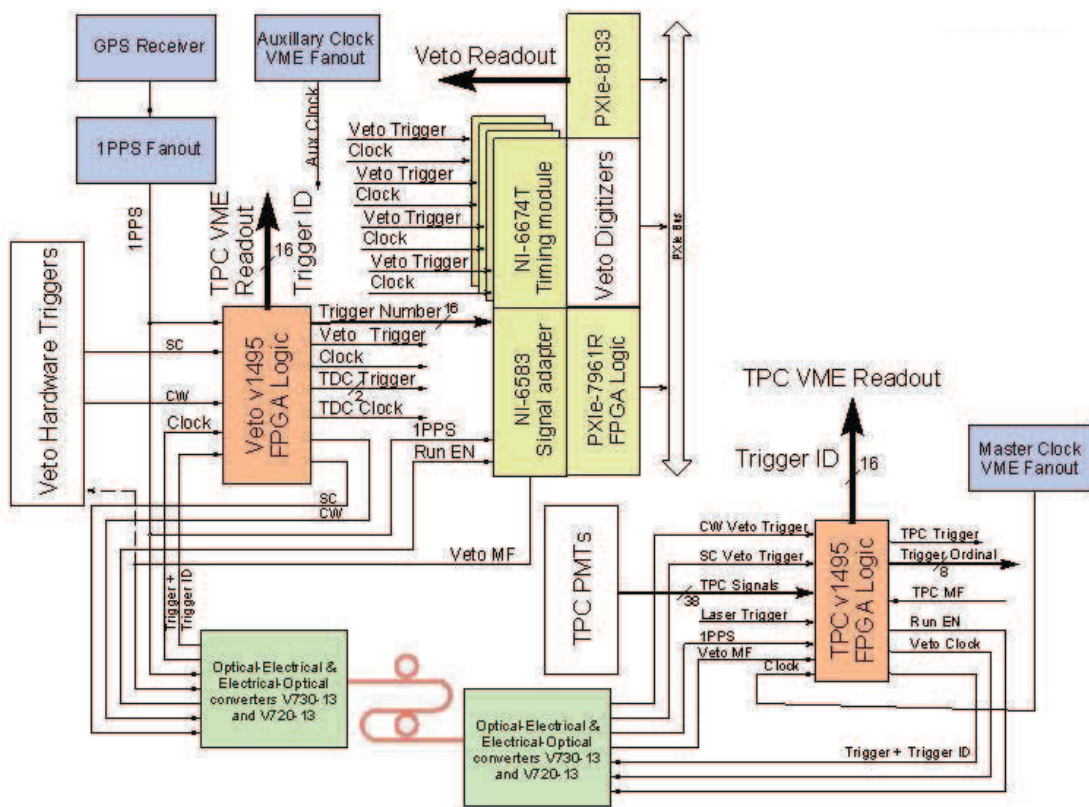 GPS Receiver
1PPS Fanout
1PPS
Auxillary Clock
VME Fanout
Aux Clock
Veto Readout
PXIe-8133
PXIe Bus
Veto Trigger
Clock
Veto Trigger
Clock
Veto Trigger
Clock
Veto Trigger
Clock
NI-6674T
Timing module
Veto Digitizers
TPC VME
Readout
16
Trigger ID
Veto Hardware Triggers
SC
CW
Clock
Veto v1495
FPGA Logic
Trigger Number
16
Veto Trigger
Clock
TDC Trigger
2
TDC Clock
1PPS
Run EN
NI-6583
Signal adapter
PXIe-7961R
FPGA Logic
SC
CW
Veto MF
Trigger +
Trigger ID
TPC VME Readout
Trigger ID
16
Master Clock
VME Fanout
TPC PMTs
CW Veto Trigger
SC Veto Trigger
TPC Signals
38
Laser Trigger
1PPS
Veto MF
Clock
TPC v1495
FPGA Logic
TPC Trigger
Trigger Ordinal
8
TPC MF
Run EN
Veto Clock
Optical-Electrical &
Electrical-Optical
converters V730-13
and V720-13
Optical-Electrical &
Electrical-Optical
converters V730-13
and V720-13
Trigger + Trigger ID